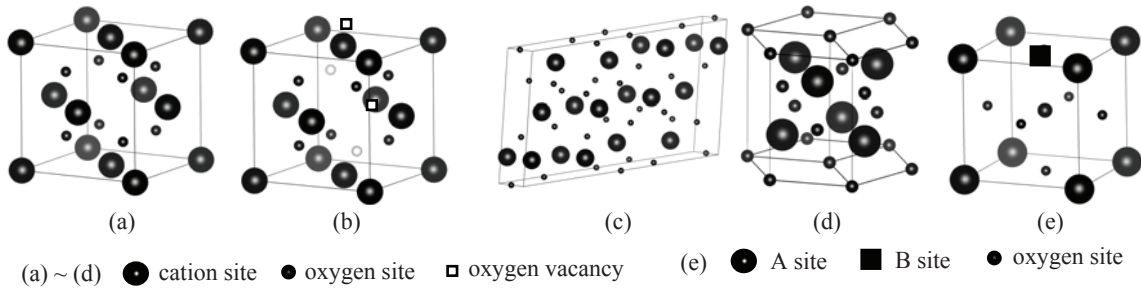 (a) (b) (c) (d) (e)
(a) ~ (d) cation site oxygen site oxygen vacancy (e) A site B site oxygen site